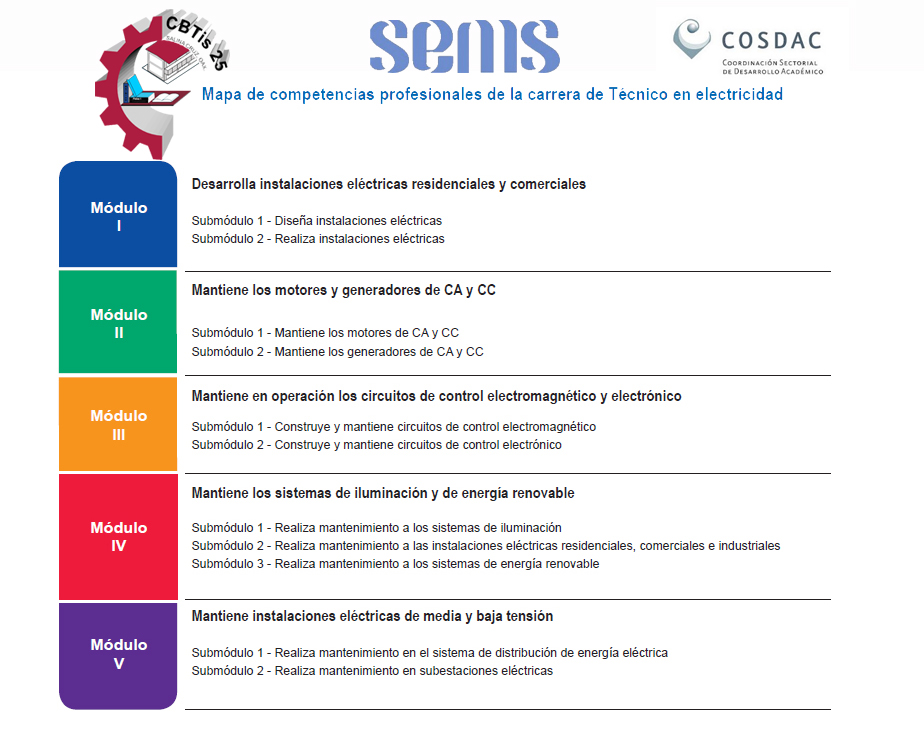 CBTis 25
SALINA CRUZ, OAX.
sems
COSDAC
COORDINACIÓN SECTORIAL
DE DESARROLLO ACADÉMICO
Mapa de competencias profesionales de la carrera de Técnico en electricidad
Módulo
I
Desarrolla instalaciones eléctricas residenciales y comerciales
Submódulo 1 - Diseña instalaciones eléctricas
Submódulo 2 - Realiza instalaciones eléctricas
Módulo
II
Mantiene los motores y generadores de CA y CC
Submódulo 1 - Mantiene los motores de CA y CC
Submódulo 2 - Mantiene los generadores de CA y CC
Módulo
III
Mantiene en operación los circuitos de control electromagnético y electrónico
Submódulo 1 - Construye y mantiene circuitos de control electromagnético
Submódulo 2 - Construye y mantiene circuitos de control electrónico
Módulo
IV
Mantiene los sistemas de iluminación y de energía renovable
Submódulo 1 - Realiza mantenimiento a los sistemas de iluminación
Submódulo 2 - Realiza mantenimiento a las instalaciones eléctricas residenciales, comerciales e industriales
Submódulo 3 - Realiza mantenimiento a los sistemas de energía renovable
Módulo
V
Mantiene instalaciones eléctricas de media y baja tensión
Submódulo 1 - Realiza mantenimiento en el sistema de distribución de energía eléctrica
Submódulo 2 - Realiza mantenimiento en subestaciones eléctricas